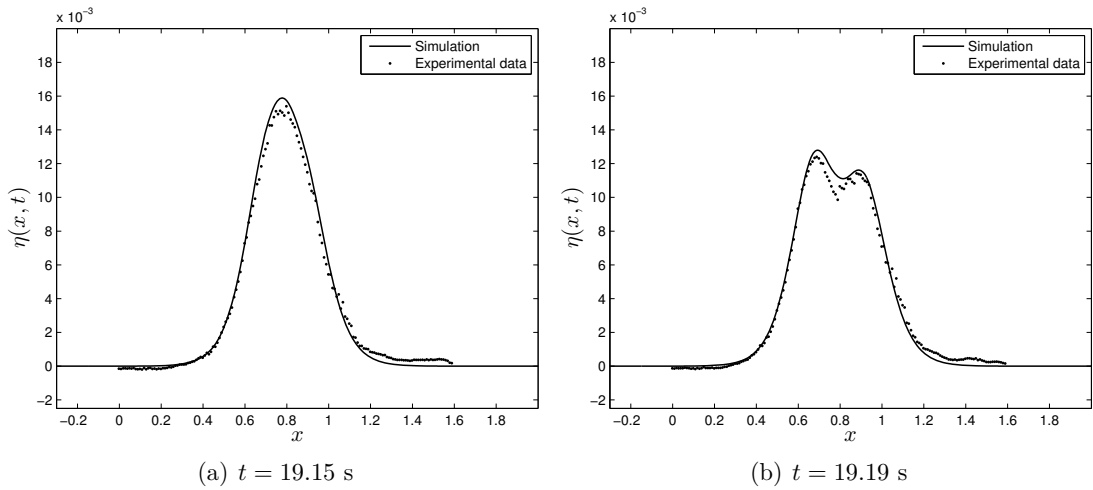 x 10⁻³
18
16
14
12
10
8
6
4
2
0
−2
η(x, t)
−0.2 0 0.2 0.4 0.6 0.8 1 1.2 1.4 1.6 1.8
x
Simulation
Experimental data
(a) t = 19.15 s
x 10⁻³
18
16
14
12
10
8
6
4
2
0
−2
η(x, t)
−0.2 0 0.2 0.4 0.6 0.8 1 1.2 1.4 1.6 1.8
x
Simulation
Experimental data
(b) t = 19.19 s